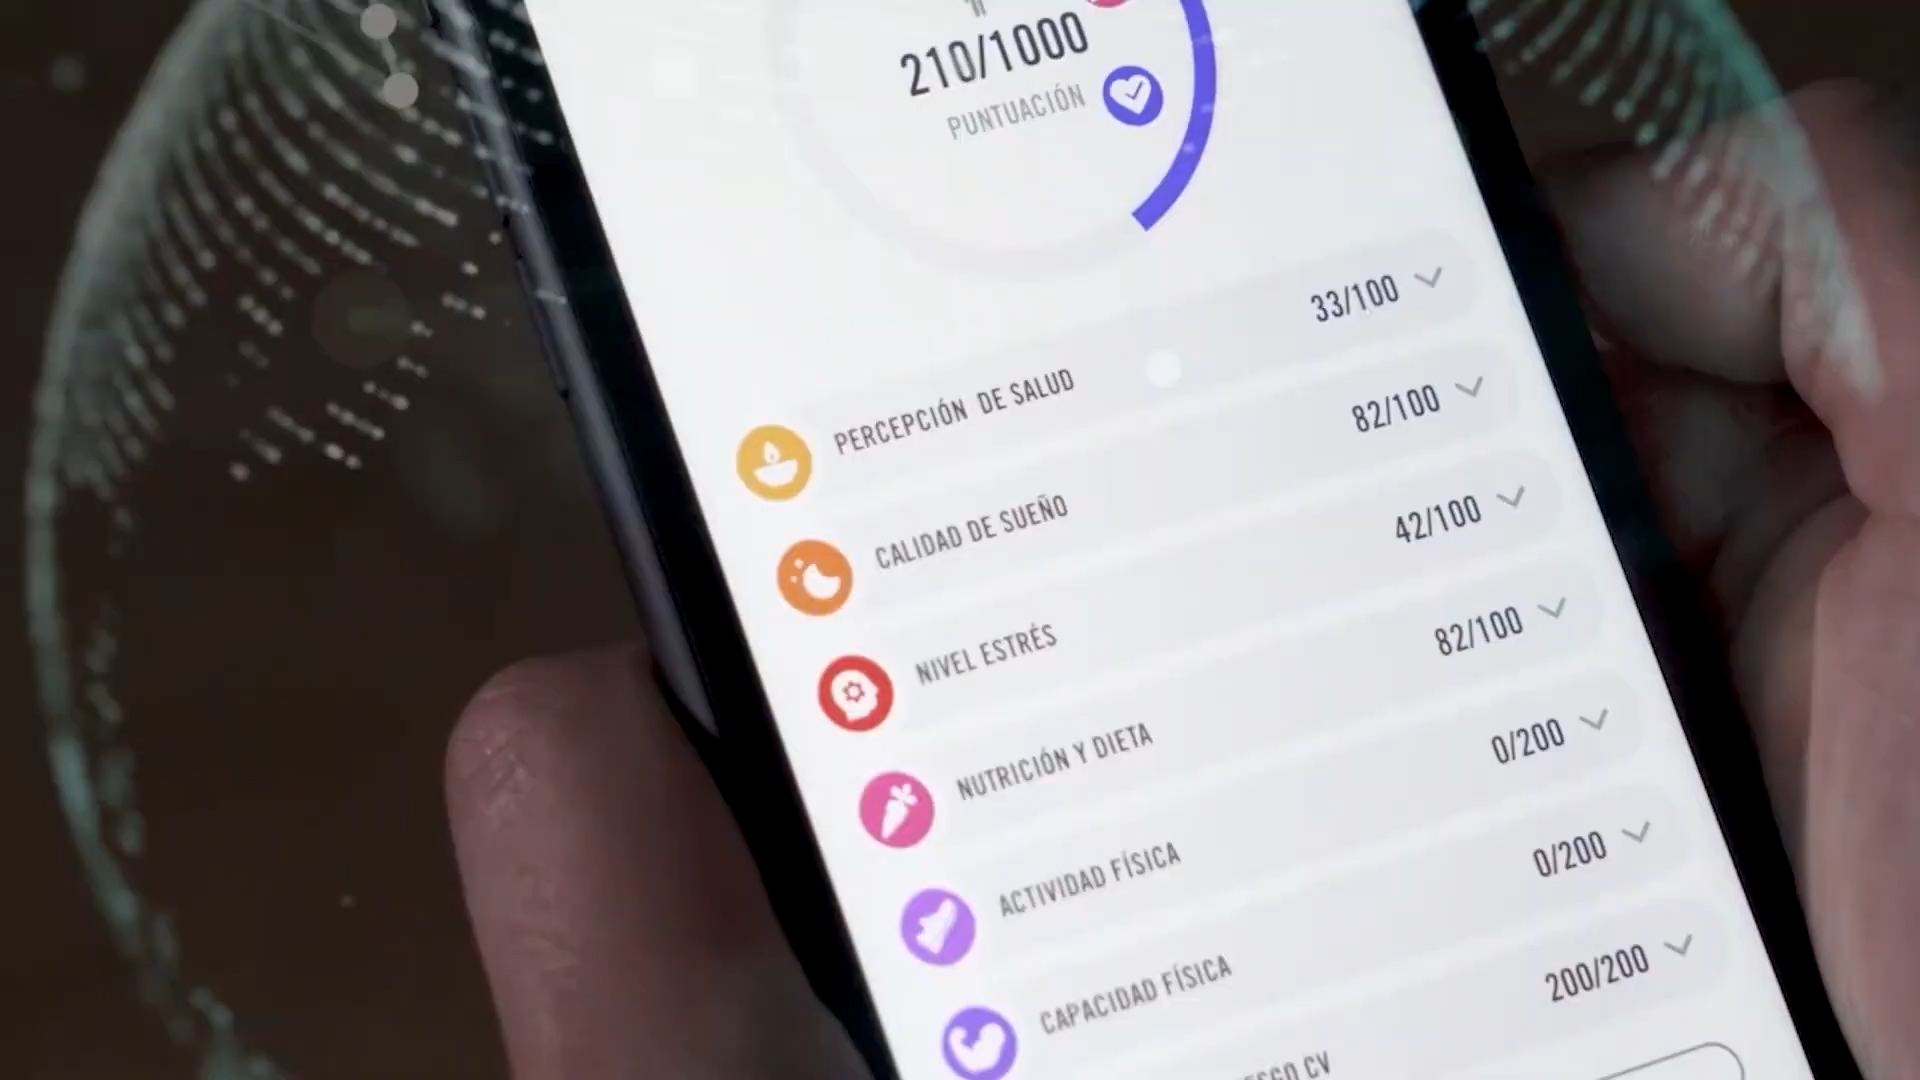 210/1000
PUNTUACIÓN
PERCEPCIÓN DE SALUD 33/100
CALIDAD DE SUEÑO 82/100
NIVEL ESTRÉS 42/100
NUTRICIÓN Y DIETA 82/100
ACTIVIDAD FÍSICA 0/200
CAPACIDAD FÍSICA 0/200
CV 200/200